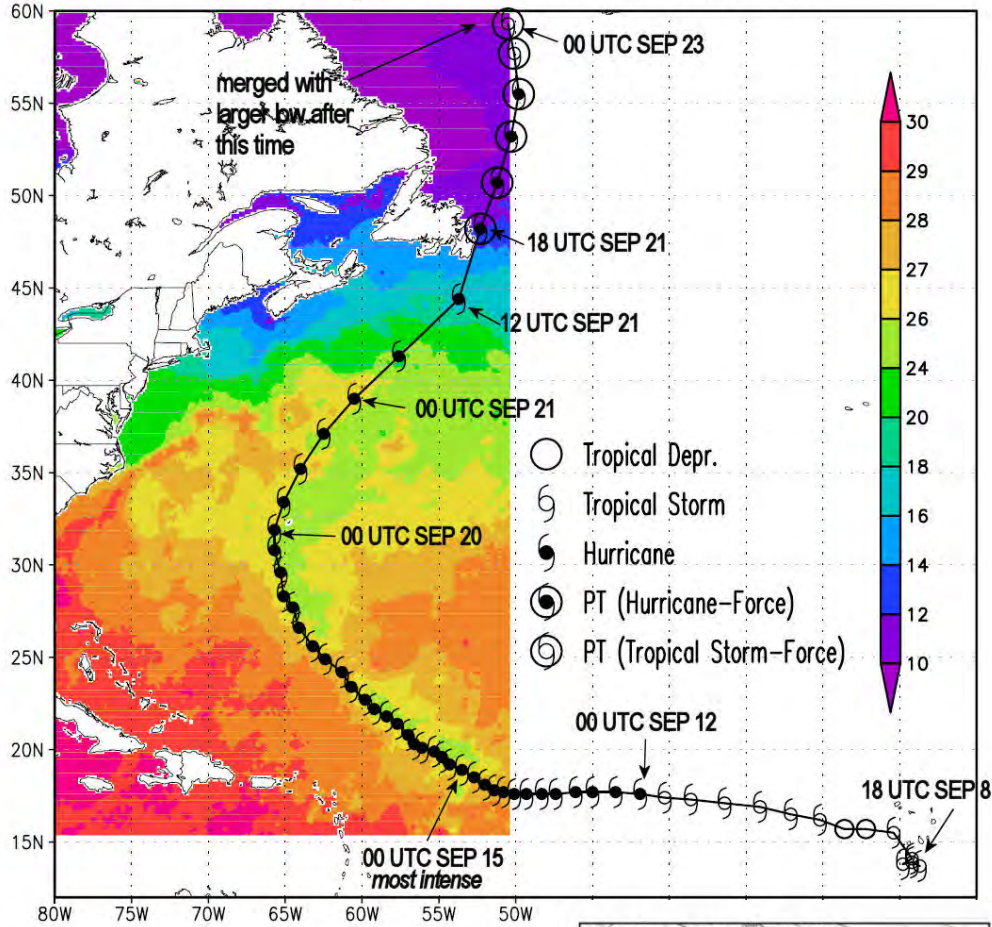 60N
55N
50N
45N
40N
35N
30N
25N
20N
15N
80W
75W
70W
65W
60W
55W
50W
merged with
larger low after
this time
00 UTC SEP 23
18 UTC SEP 21
12 UTC SEP 21
00 UTC SEP 21
00 UTC SEP 20
00 UTC SEP 15
most intense
00 UTC SEP 12
18 UTC SEP 8
Tropical Depr.
Tropical Storm
Hurricane
PT (Hurricane-Force)
PT (Tropical Storm-Force)
30
29
28
27
26
24
20
18
16
14
12
10